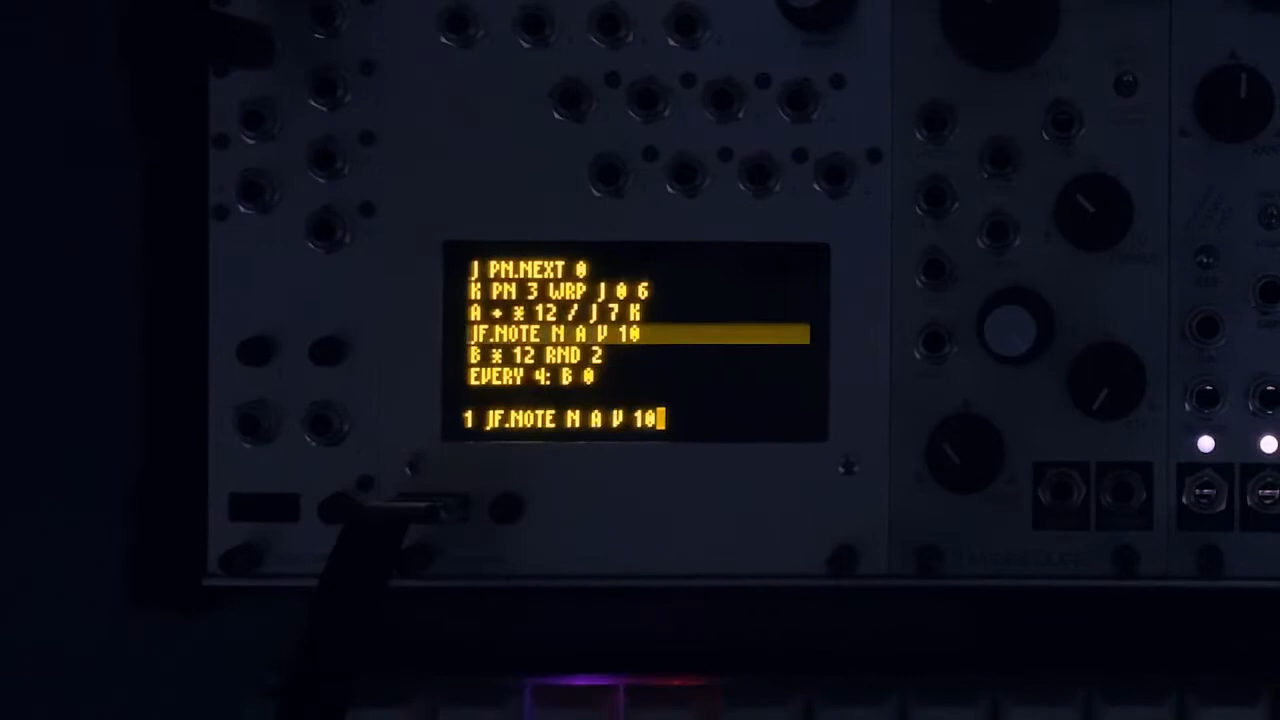 J PN.NEXT 0
K PN 3 WRP J 0 6
A + * 12 / J 7 K
JF.NOTE N A V 10
B * 12 RND 2
EVERY 4: B 0
1 JF.NOTE N A V 10